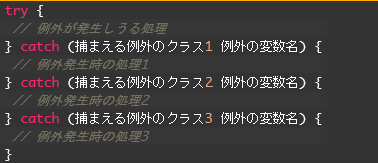 try {
// 例外が発生しうる処理
} catch (捕まえる例外のクラス1 例外の変数名) {
// 例外発生時の処理1
} catch (捕まえる例外のクラス2 例外の変数名) {
// 例外発生時の処理2
} catch (捕まえる例外のクラス3 例外の変数名) {
// 例外発生時の処理3
}